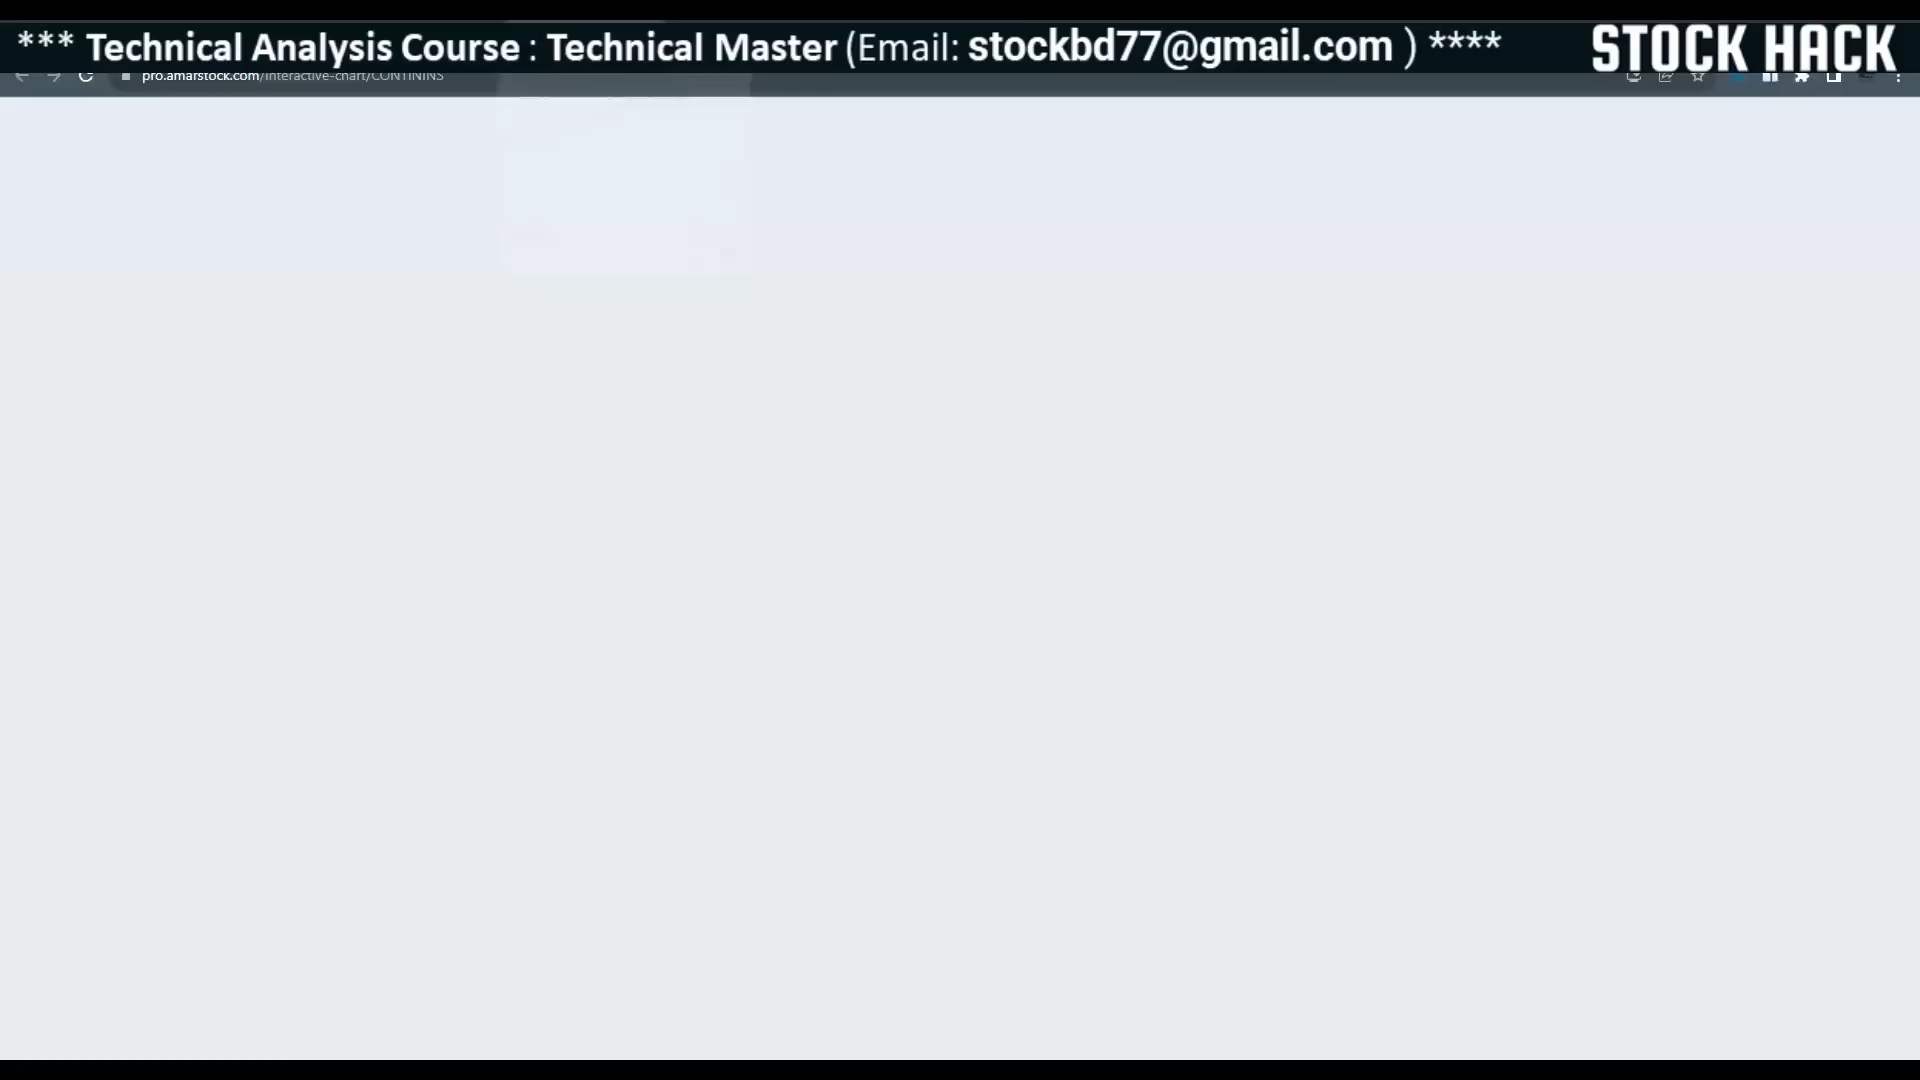 *** Technical Analysis Course : Technical Master (Email: stockbd77@gmail.com ) ****
STOCK HACK
pro.amarstock.com/interactive-chart/CONTININS